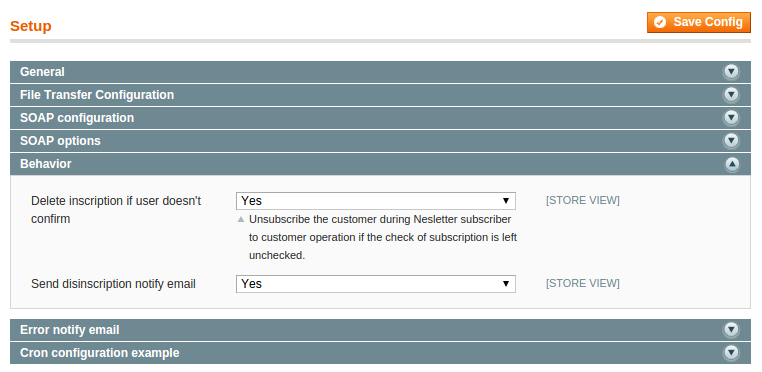 Setup
Save Config
General
File Transfer Configuration
SOAP configuration
SOAP options
Behavior
Delete inscription if user doesn't
confirm
Yes
[STORE VIEW]
Unsubscribe the customer during Nesletter subscriber
to customer operation if the check of subscription is left
unchecked.
Send disinscription notify email
Yes
[STORE VIEW]
Error notify email
Cron configuration example